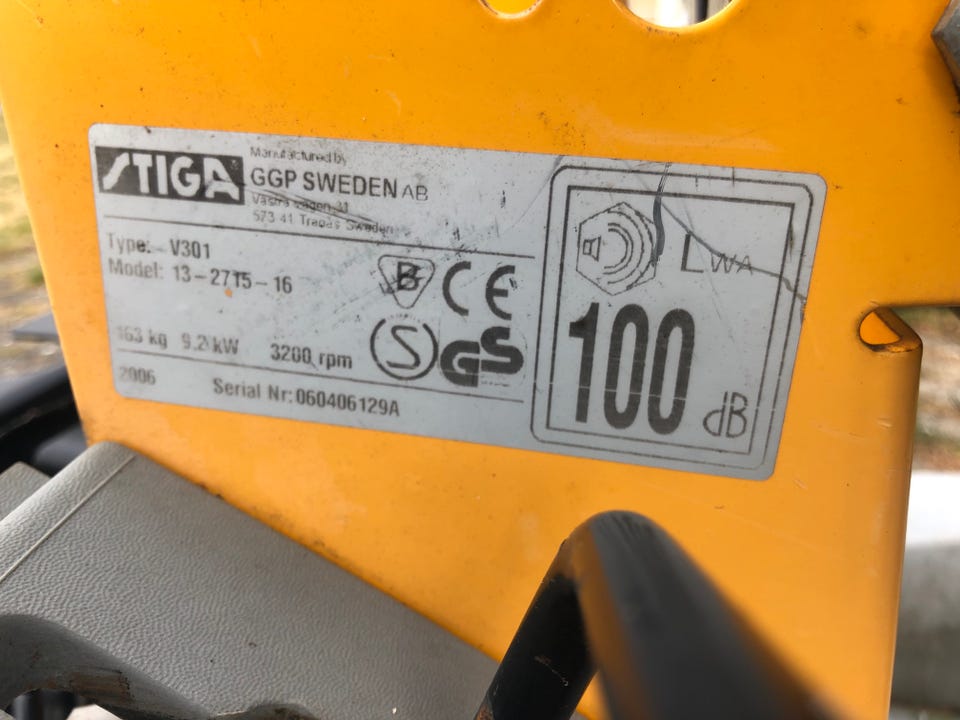 STIGA
Manufactured by
GGP SWEDEN AB
573 41 Tranås Sweden
Type: V301
Model: 13-2715-16
163 kg 9.2 kW 3200 rpm
2006 Serial Nr: 060406129A
B
CE
S
GS
LWA
100
dB